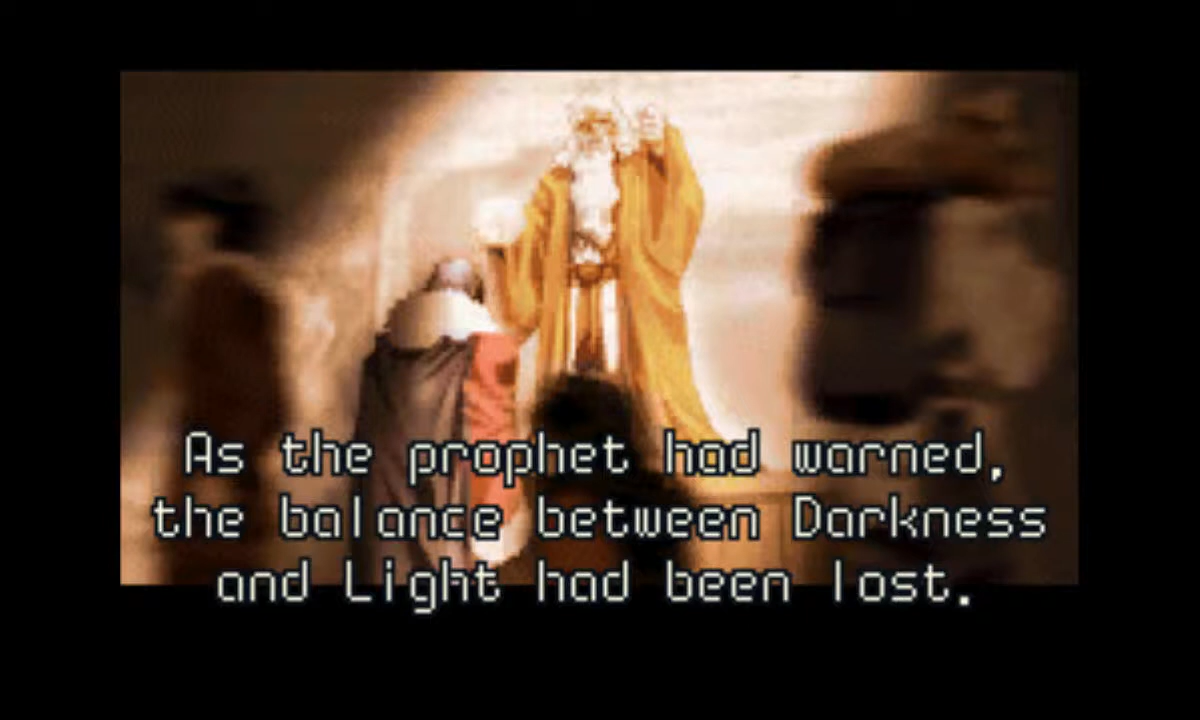 As the prophet had warned,
the balance between Darkness
and Light had been lost.